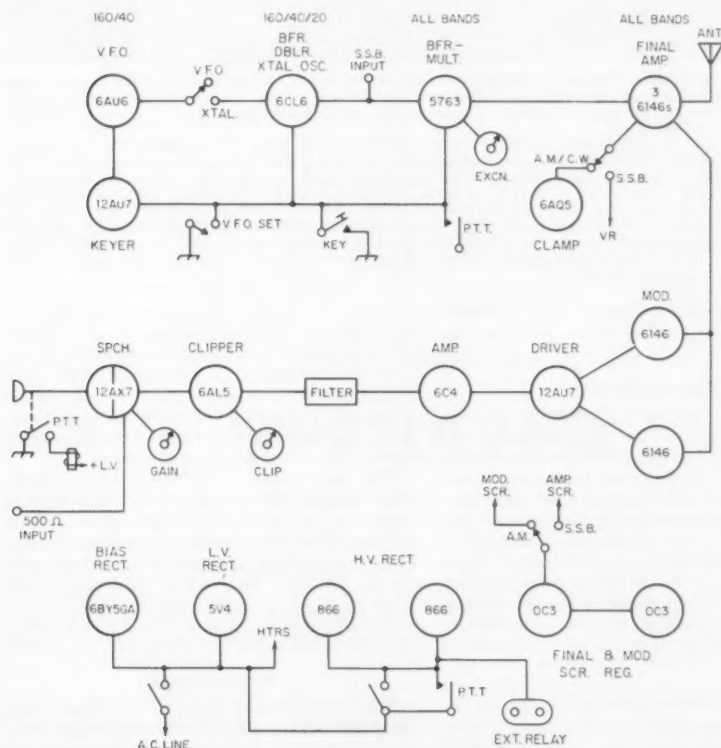 160/40
160/40/20
ALL BANDS
ALL BANDS
ANT.
V.F.O.
BFR.
DBLR.
XTAL OSC.
S.S.B.
INPUT
BFR.-
MULT.
FINAL
AMP.
V.F.O.
6AU6
XTAL.
6CL6
5763
3
6146s
EXCN.
A.M./C.W.
S.S.B.
12AU7
KEYER
V.F.O. SET
KEY
P.T.T.
6AQ5
CLAMP
VR
MOD.
6146
SPCH.
CLIPPER
AMP.
DRIVER
12AX7
6AL5
FILTER
6C4
12AU7
P.T.T.
+ L.V.
GAIN
CLIP
6146
500 Ω
INPUT
MOD.
SCR.
AMP
SCR.
A.M.
S.S.B.
BIAS
RECT.
L.V.
RECT.
H.V. RECT.
6BY5GA
5V4
866
866
OC3
OC3
HTRS
FINAL & MOD.
SCR. REG.
P.T.T
A.C. LINE
EXT. RELAY